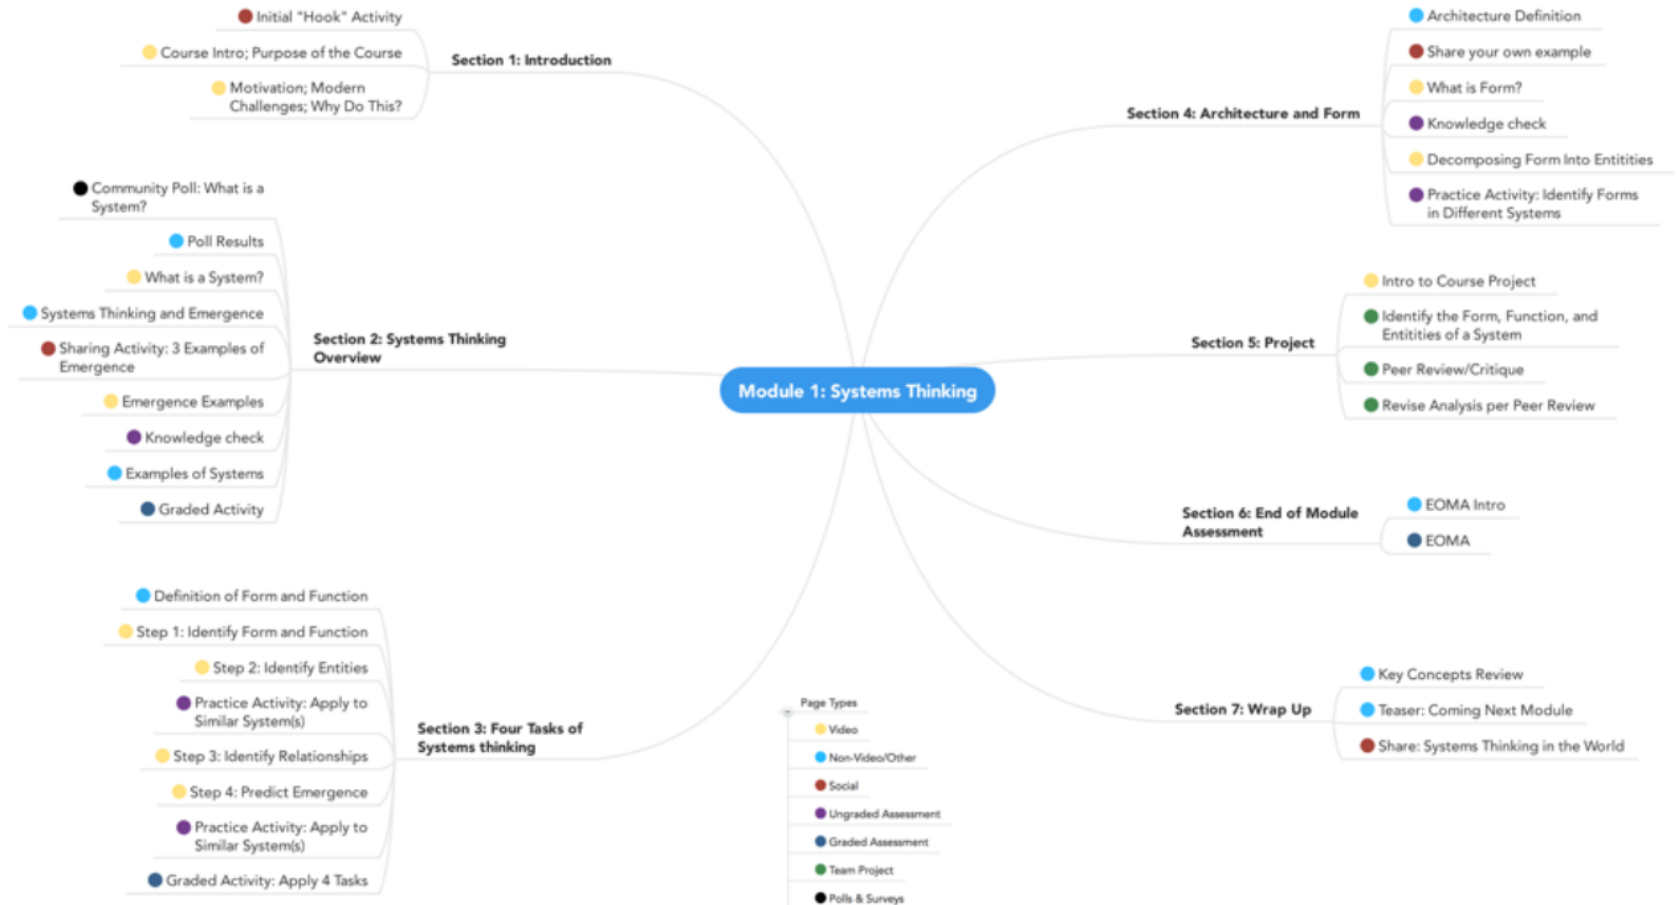 Initial "Hook" Activity
Course Intro; Purpose of the Course
Motivation; Modern
Challenges; Why Do This?
Section 1: Introduction
Community Poll: What is a
System?
Poll Results
What is a System?
Systems Thinking and Emergence
Sharing Activity: 3 Examples of
Emergence
Emergence Examples
Knowledge check
Examples of Systems
Graded Activity
Section 2: Systems Thinking
Overview
Definition of Form and Function
Step 1: Identify Form and Function
Step 2: Identify Entities
Practice Activity: Apply to
Similar System(s)
Step 3: Identify Relationships
Step 4: Predict Emergence
Practice Activity: Apply to
Similar System(s)
Graded Activity: Apply 4 Tasks
Section 3: Four Tasks of
Systems thinking
Module 1: Systems Thinking
Section 4: Architecture and Form
Architecture Definition
Share your own example
What is Form?
Knowledge check
Decomposing Form Into Entitities
Practice Activity: Identify Forms
in Different Systems
Section 5: Project
Intro to Course Project
Identify the Form, Function, and
Entities of a System
Peer Review/Critique
Revise Analysis per Peer Review
Section 6: End of Module
Assessment
EOMA Intro
EOMA
Section 7: Wrap Up
Key Concepts Review
Teaser: Coming Next Module
Share: Systems Thinking in the World
Page Types
Video
Non-Video/Other
Social
Ungraded Assessment
Graded Assessment
Team Project
Polls & Surveys